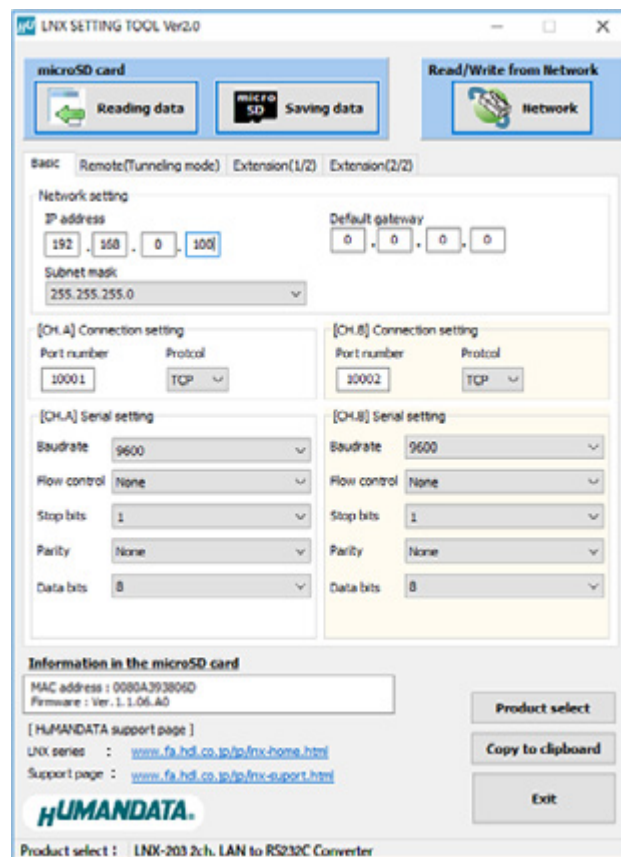 LNX SETTING TOOL Ver2.0
microSD card
Reading data
micro SD Saving data
Read/Write from Network
Network
Basic Remote(Tunneling mode) Extension(1/2) Extension(2/2)
Network setting
IP address
192 . 168 . 0 . 100
Default gateway
0 . 0 . 0 . 0
Subnet mask
255.255.255.0
[CH.A] Connection setting
Port number Protcol
10001 TCP
[CH.B] Connection setting
Port number Protcol
10002 TCP
[CH.A] Serial setting
Baudrate 9600
Flow control None
Stop bits 1
Parity None
Data bits 8
[CH.B] Serial setting
Baudrate 9600
Flow control None
Stop bits 1
Parity None
Data bits 8
Information in the microSD card
MAC address : 0080A393806D
Firmware : Ver.1.1.06.A0
[ HuMANDATA support page ]
LNX series : www.fa.hdl.co.jp/jp/lnx-home.html
Support page : www.fa.hdl.co.jp/jp/lnx-suport.html
HUMANDATA.
Product select
Copy to clipboard
Exit
Product select : LNX-203 2ch. LAN to RS232C Converter